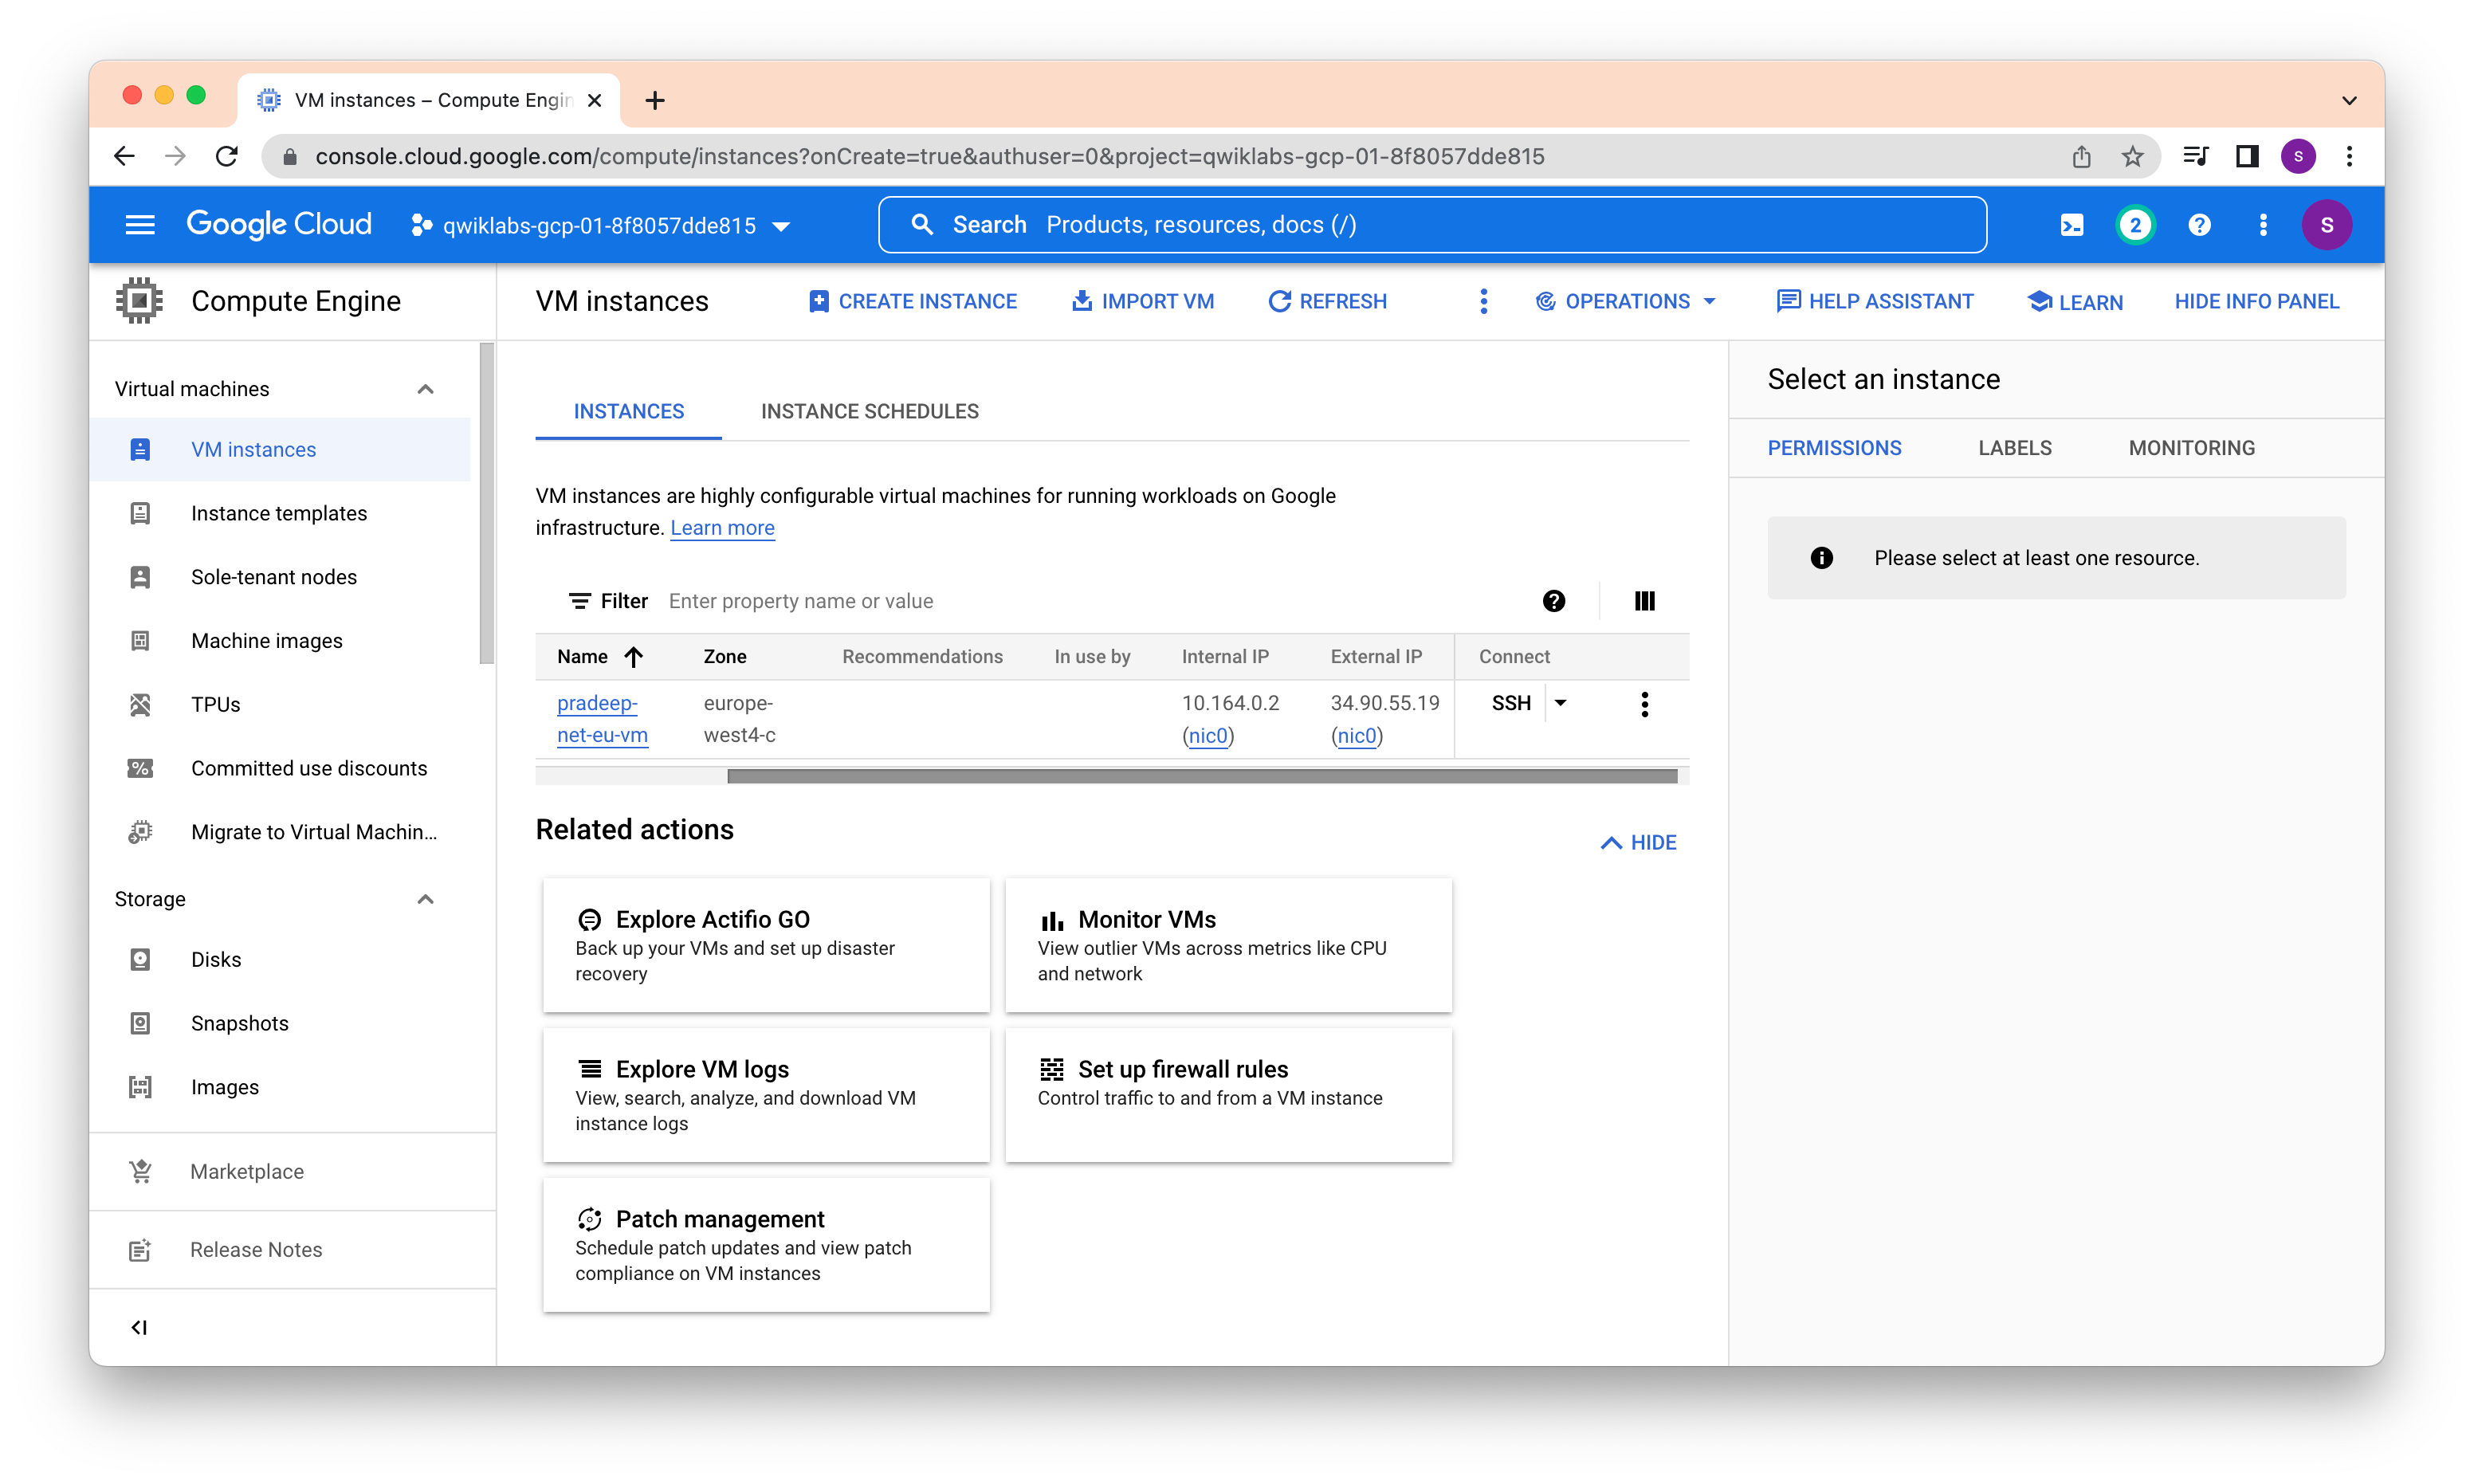 VM instances – Compute Engin
console.cloud.google.com/compute/instances?onCreate=true&authuser=0&project=qwiklabs-gcp-01-8f8057dde815
S
Google Cloud
qwiklabs-gcp-01-8f8057dde815
Search Products, resources, docs (/)
2
S
Compute Engine
VM instances
CREATE INSTANCE
IMPORT VM
REFRESH
OPERATIONS
HELP ASSISTANT
LEARN
HIDE INFO PANEL
Virtual machines
VM instances
Instance templates
Sole-tenant nodes
Machine images
TPUs
Committed use discounts
Migrate to Virtual Machin...
Storage
Disks
Snapshots
Images
Marketplace
Release Notes
INSTANCES
INSTANCE SCHEDULES
VM instances are highly configurable virtual machines for running workloads on Google
infrastructure. Learn more
Filter Enter property name or value
Name Zone Recommendations In use by Internal IP External IP Connect
pradeep- europe- 10.164.0.2 34.90.55.19 SSH
net-eu-vm west4-c (nic0) (nic0)
Related actions
HIDE
Explore Actifio GO
Back up your VMs and set up disaster
recovery
Monitor VMs
View outlier VMs across metrics like CPU
and network
Explore VM logs
View, search, analyze, and download VM
instance logs
Set up firewall rules
Control traffic to and from a VM instance
Patch management
Schedule patch updates and view patch
compliance on VM instances
Select an instance
PERMISSIONS
LABELS
MONITORING
Please select at least one resource.